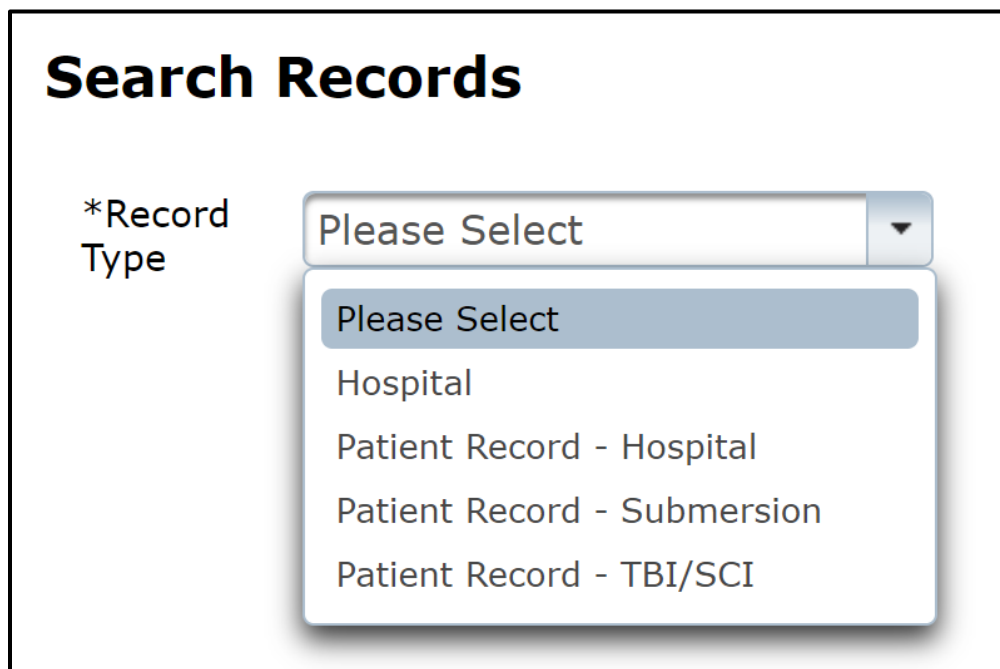 Search Records
*Record
Type
Please Select
Please Select
Hospital
Patient Record - Hospital
Patient Record - Submersion
Patient Record - TBI/SCI